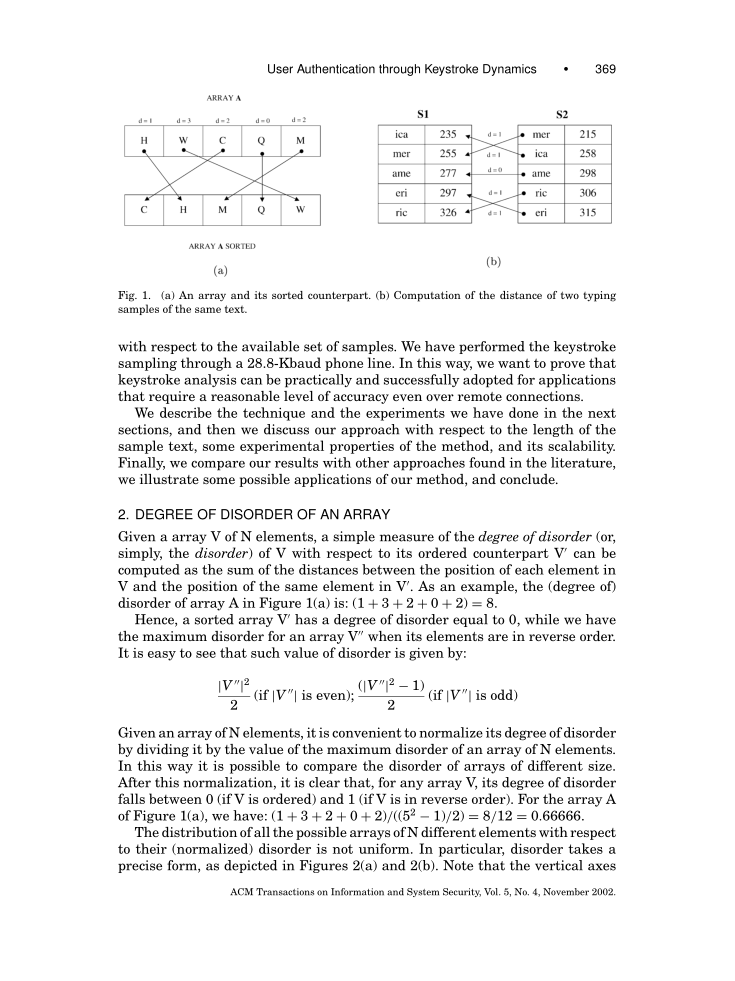 User Authentication through Keystroke Dynamics • 369
ARRAY A
d = 1 d = 3 d = 2 d = 0 d = 2
H W C Q M
C H M Q W
ARRAY A SORTED
(a)
S1 S2
ica 235 d = 1 mer 215
mer 255 d = 1 ica 258
ame 277 d = 0 ame 298
eri 297 d = 1 ric 306
ric 326 d = 1 eri 315
(b)
Fig. 1. (a) An array and its sorted counterpart. (b) Computation of the distance of two typing
samples of the same text.
with respect to the available set of samples. We have performed the keystroke
sampling through a 28.8-Kbaud phone line. In this way, we want to prove that
keystroke analysis can be practically and successfully adopted for applications
that require a reasonable level of accuracy even over remote connections.
We describe the technique and the experiments we have done in the next
sections, and then we discuss our approach with respect to the length of the
sample text, some experimental properties of the method, and its scalability.
Finally, we compare our results with other approaches found in the literature,
we illustrate some possible applications of our method, and conclude.
2. DEGREE OF DISORDER OF AN ARRAY
Given a array V of N elements, a simple measure of the degree of disorder (or,
simply, the disorder) of V with respect to its ordered counterpart V′ can be
computed as the sum of the distances between the position of each element in
V and the position of the same element in V′. As an example, the (degree of)
disorder of array A in Figure 1(a) is: (1 + 3 + 2 + 0 + 2) = 8.
Hence, a sorted array V′ has a degree of disorder equal to 0, while we have
the maximum disorder for an array V″ when its elements are in reverse order.
It is easy to see that such value of disorder is given by:
|V″|²/2 (if |V″| is even); (|V″|² − 1)/2 (if |V″| is odd)
Given an array of N elements, it is convenient to normalize its degree of disorder
by dividing it by the value of the maximum disorder of an array of N elements.
In this way it is possible to compare the disorder of arrays of different size.
After this normalization, it is clear that, for any array V, its degree of disorder
falls between 0 (if V is ordered) and 1 (if V is in reverse order). For the array A
of Figure 1(a), we have: (1 + 3 + 2 + 0 + 2)/((5² − 1)/2) = 8/12 = 0.66666.
The distribution of all the possible arrays of N different elements with respect
to their (normalized) disorder is not uniform. In particular, disorder takes a
precise form, as depicted in Figures 2(a) and 2(b). Note that the vertical axes
ACM Transactions on Information and System Security, Vol. 5, No. 4, November 2002.